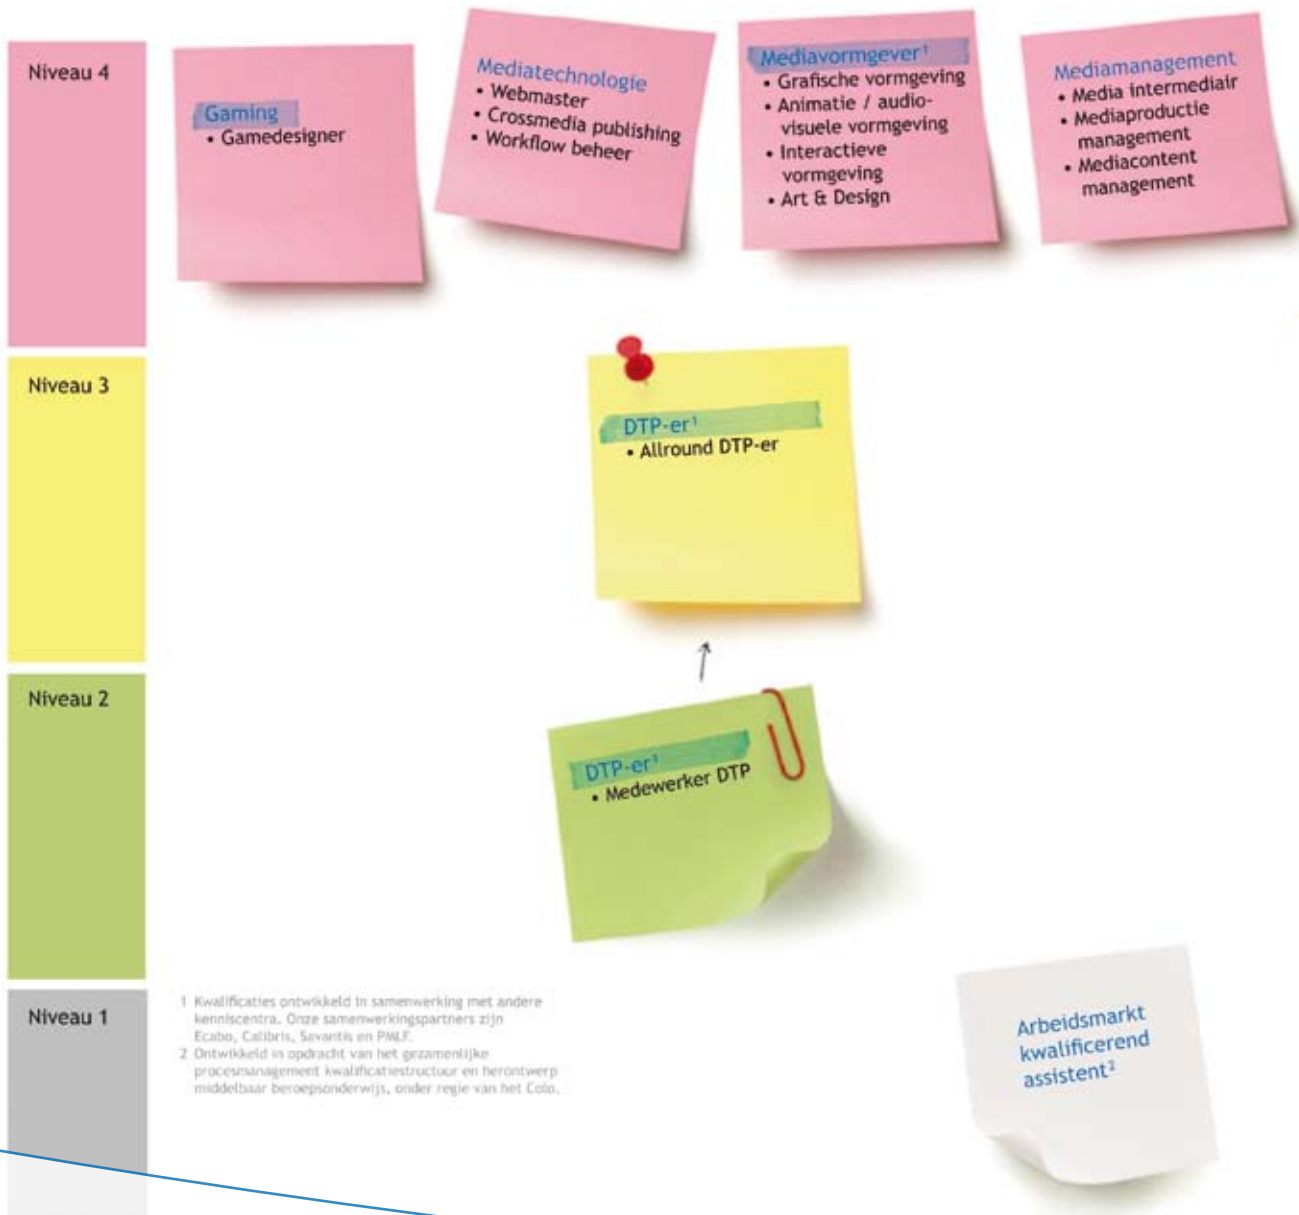 Niveau 4
Gaming
• Gamedesigner
Mediatechnologie
• Webmaster
• Crossmedia publishing
• Workflow beheer
Mediavormgever¹
• Grafische vormgeving
• Animatie / audio-
visuele vormgeving
• Interactieve
vormgeving
• Art & Design
Mediamanagement
• Media intermediair
• Mediaproductie
management
• Mediacontent
management
Niveau 3
DTP-er¹
• Allround DTP-er
Niveau 2
DTP-er¹
• Medewerker DTP
Niveau 1
1 Kwalificaties ontwikkeld in samenwerking met andere
kenniscentra. Onze samenwerkingspartners zijn
Ecabo, Calibris, Savantis en PMLF.
2 Ontwikkeld in opdracht van het gezamenlijke
procesmanagement kwalificatiestructuur en herontwerp
middelbaar beroepsonderwijs, onder regie van het Colo.
Arbeidsmarkt
kwalificerend
assistent²